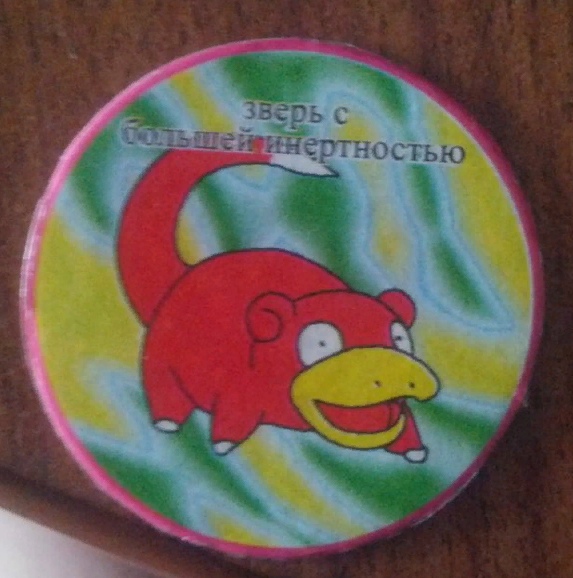 зверь с
большей инертностью